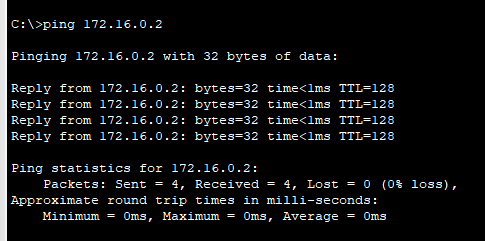 C:\>ping 172.16.0.2
Pinging 172.16.0.2 with 32 bytes of data:
Reply from 172.16.0.2: bytes=32 time<1ms TTL=128
Reply from 172.16.0.2: bytes=32 time<1ms TTL=128
Reply from 172.16.0.2: bytes=32 time<1ms TTL=128
Reply from 172.16.0.2: bytes=32 time<1ms TTL=128
Ping statistics for 172.16.0.2:
    Packets: Sent = 4, Received = 4, Lost = 0 (0% loss),
Approximate round trip times in milli-seconds:
    Minimum = 0ms, Maximum = 0ms, Average = 0ms